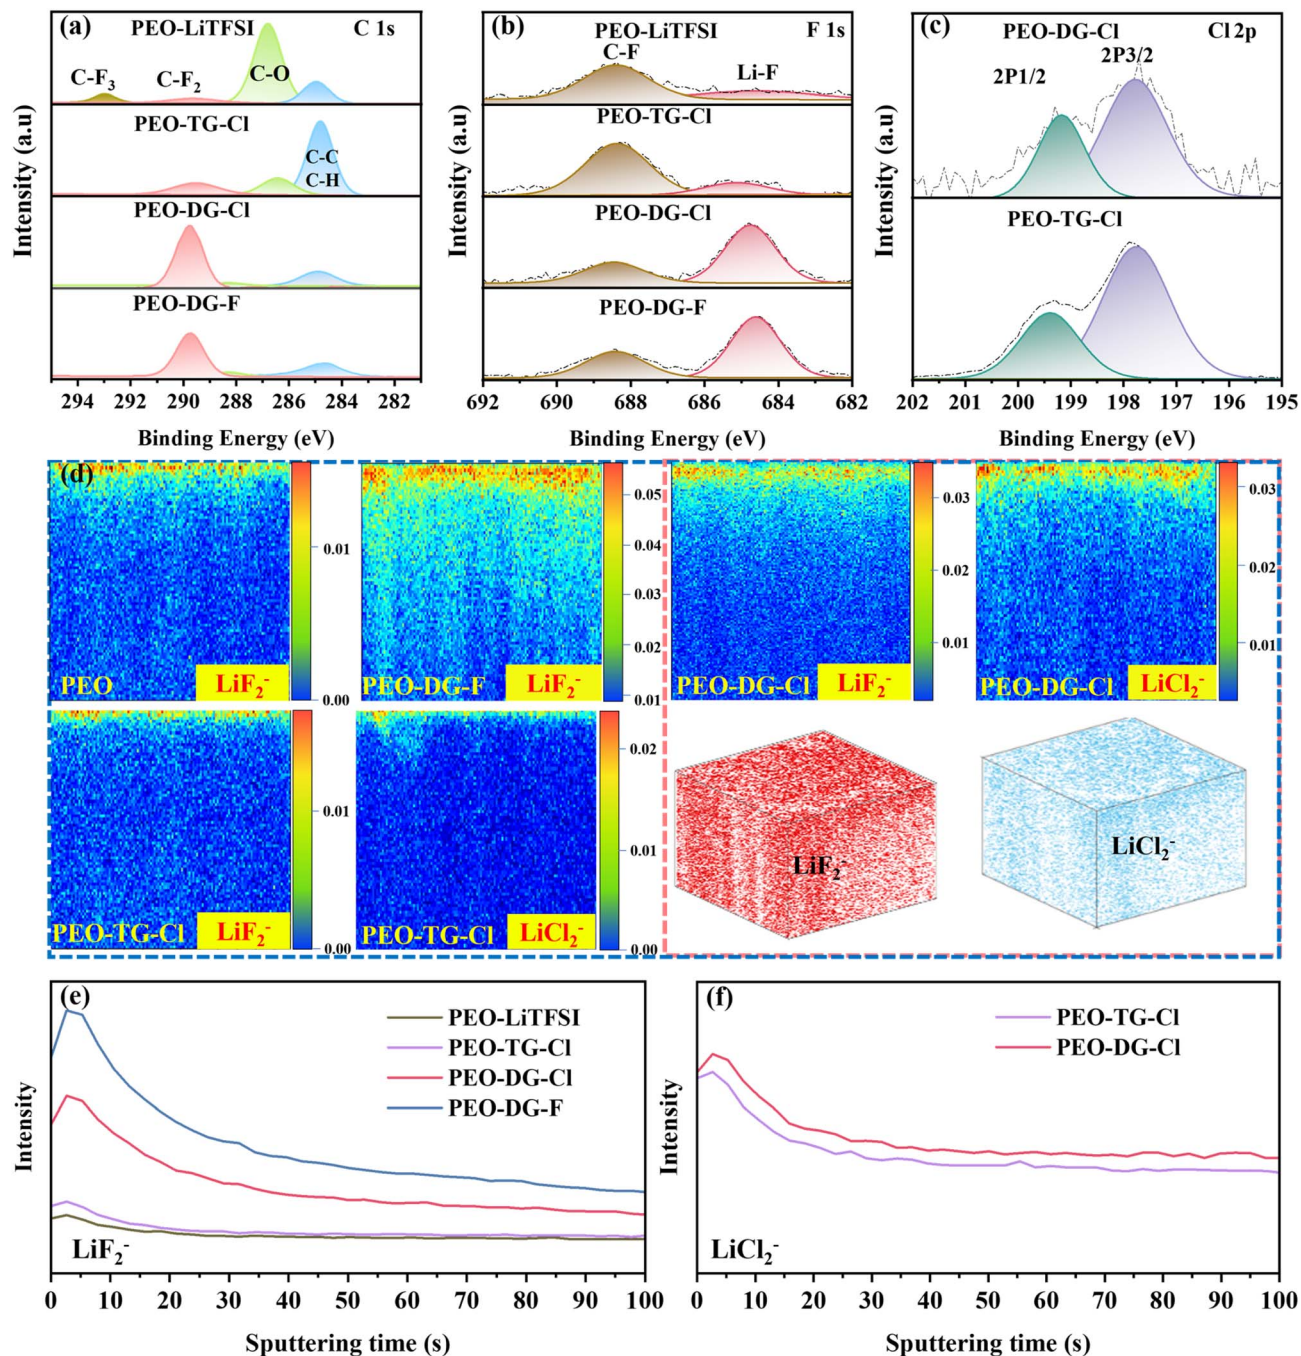 (a)
PEO-LiTFSI
C 1s
C-F3
C-F2
C-O
PEO-TG-Cl
C-C
C-H
PEO-DG-Cl
PEO-DG-F
Intensity (a.u)
294 292 290 288 286 284 282
Binding Energy (eV)
(b)
PEO-LiTFSI
F 1s
C-F
Li-F
PEO-TG-Cl
PEO-DG-Cl
PEO-DG-F
Intensity (a.u)
692 690 688 686 684 682
Binding Energy (eV)
(c)
PEO-DG-Cl
Cl 2p
2P1/2
2P3/2
PEO-TG-Cl
Intensity (a.u)
202 201 200 199 198 197 196 195
Binding Energy (eV)
(d)
0.01
0.00
PEO
LiF2-
0.05
0.04
0.03
0.02
0.01
PEO-DG-F
LiF2-
0.03
0.02
0.01
PEO-DG-Cl
LiF2-
0.03
0.02
0.01
PEO-DG-Cl
LiCl2-
0.01
0.00
PEO-TG-Cl
LiF2-
0.02
0.01
0.00
PEO-TG-Cl
LiCl2-
LiF2-
LiCl2-
(e)
PEO-LiTFSI
PEO-TG-Cl
PEO-DG-Cl
PEO-DG-F
LiF2-
Intensity
0 10 20 30 40 50 60 70 80 90 100
Sputtering time (s)
(f)
PEO-TG-Cl
PEO-DG-Cl
LiCl2-
Intensity
0 10 20 30 40 50 60 70 80 90 100
Sputtering time (s)